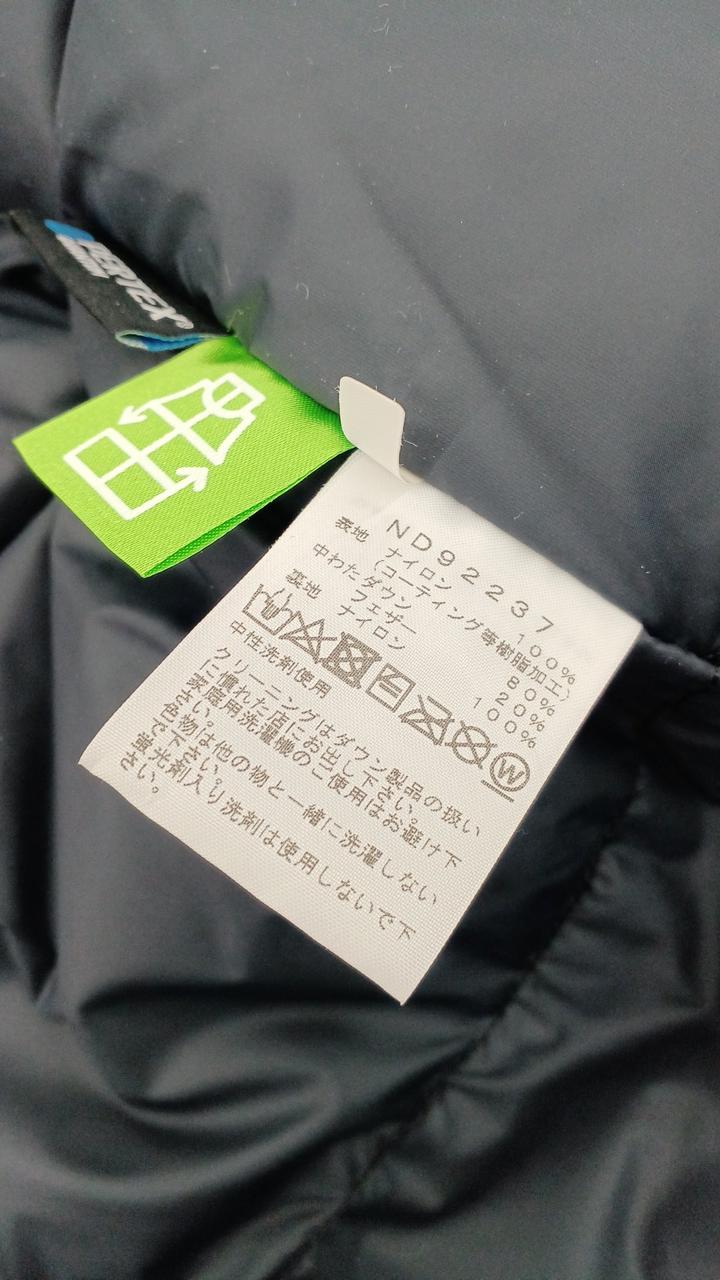 PERTEX®
ND92237
表地 ナイロン 100%
(コーティング等樹脂加工)
中わた ダウン 80%
フェザー 20%
裏地 ナイロン 100%
W
中性洗剤使用
クリーニングはダウン製品の扱い
に慣れた店にお出し下さい。
家庭用洗濯機のご使用はお避け下
さい。
色物は他の物と一緒に洗濯しない
で下さい。
蛍光剤入り洗剤は使用しないで下
さい。